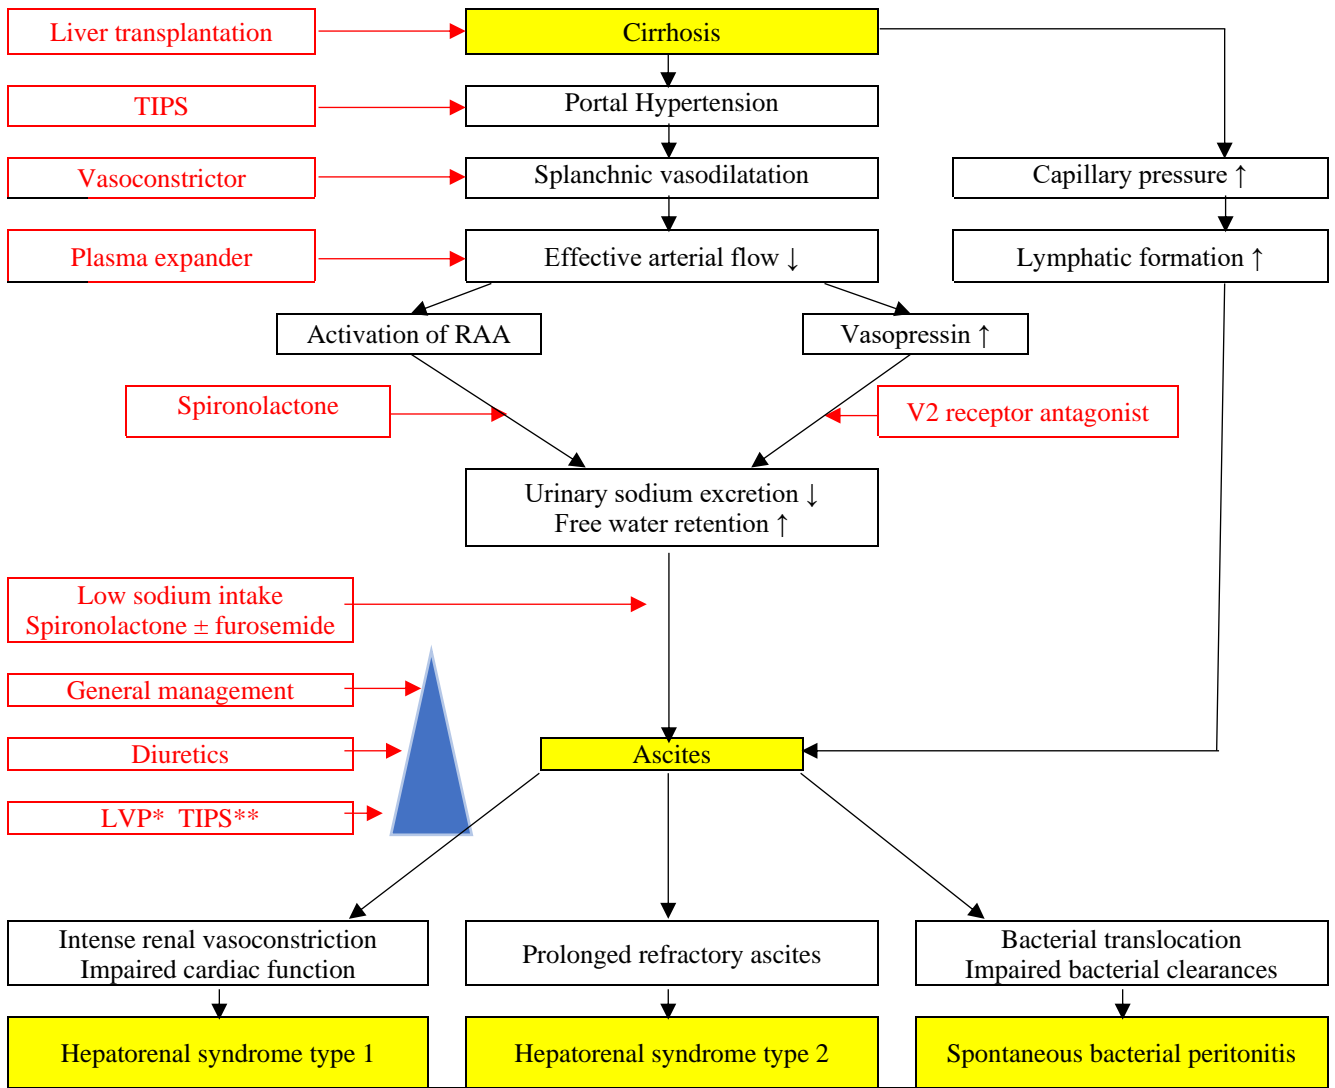 Liver transplantation
Cirrhosis
TIPS
Portal Hypertension
Vasoconstrictor
Splanchnic vasodilatation
Capillary pressure ↑
Plasma expander
Effective arterial flow ↓
Lymphatic formation ↑
Activation of RAA
Vasopressin ↑
Spironolactone
V2 receptor antagonist
Urinary sodium excretion ↓
Free water retention ↑
Low sodium intake
Spironolactone ± furosemide
General management
Diuretics
Ascites
LVP* TIPS**
Intense renal vasoconstriction
Impaired cardiac function
Prolonged refractory ascites
Bacterial translocation
Impaired bacterial clearances
Hepatorenal syndrome type 1
Hepatorenal syndrome type 2
Spontaneous bacterial peritonitis